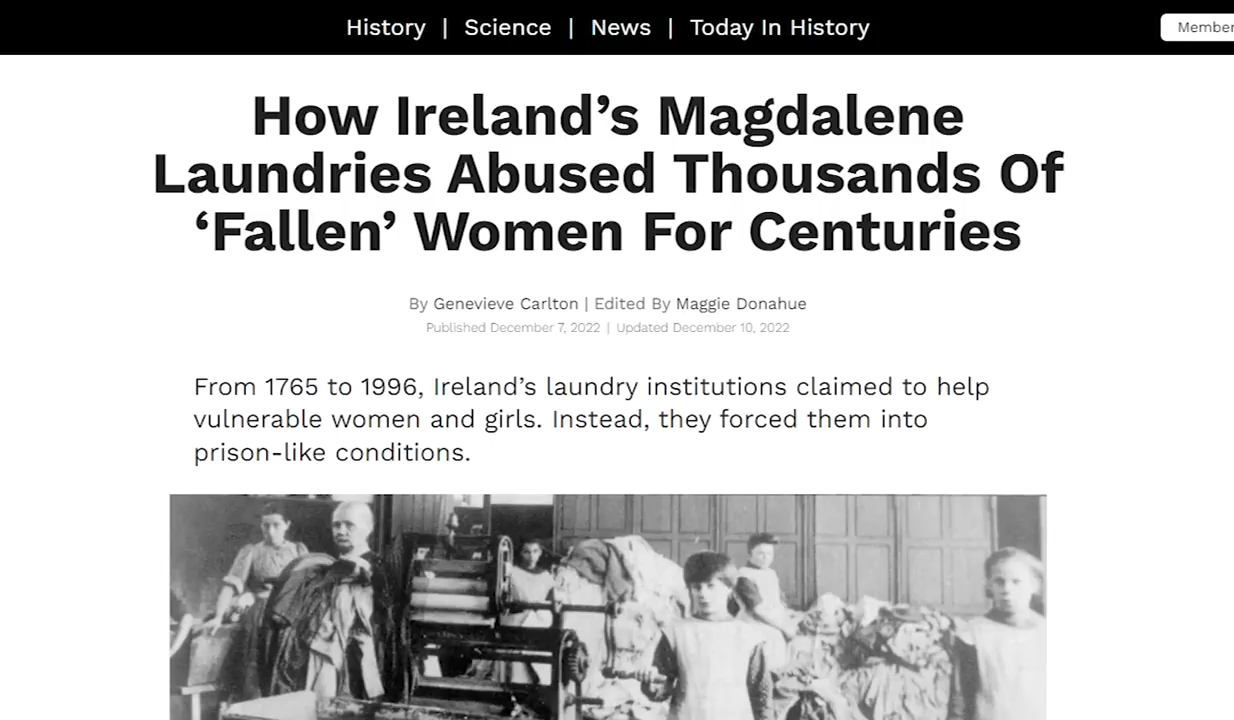 History | Science | News | Today In History
How Ireland’s Magdalene
Laundries Abused Thousands Of
‘Fallen’ Women For Centuries
By Genevieve Carlton | Edited By Maggie Donahue
Published December 7, 2022 | Updated December 10, 2022
From 1765 to 1996, Ireland’s laundry institutions claimed to help
vulnerable women and girls. Instead, they forced them into
prison-like conditions.